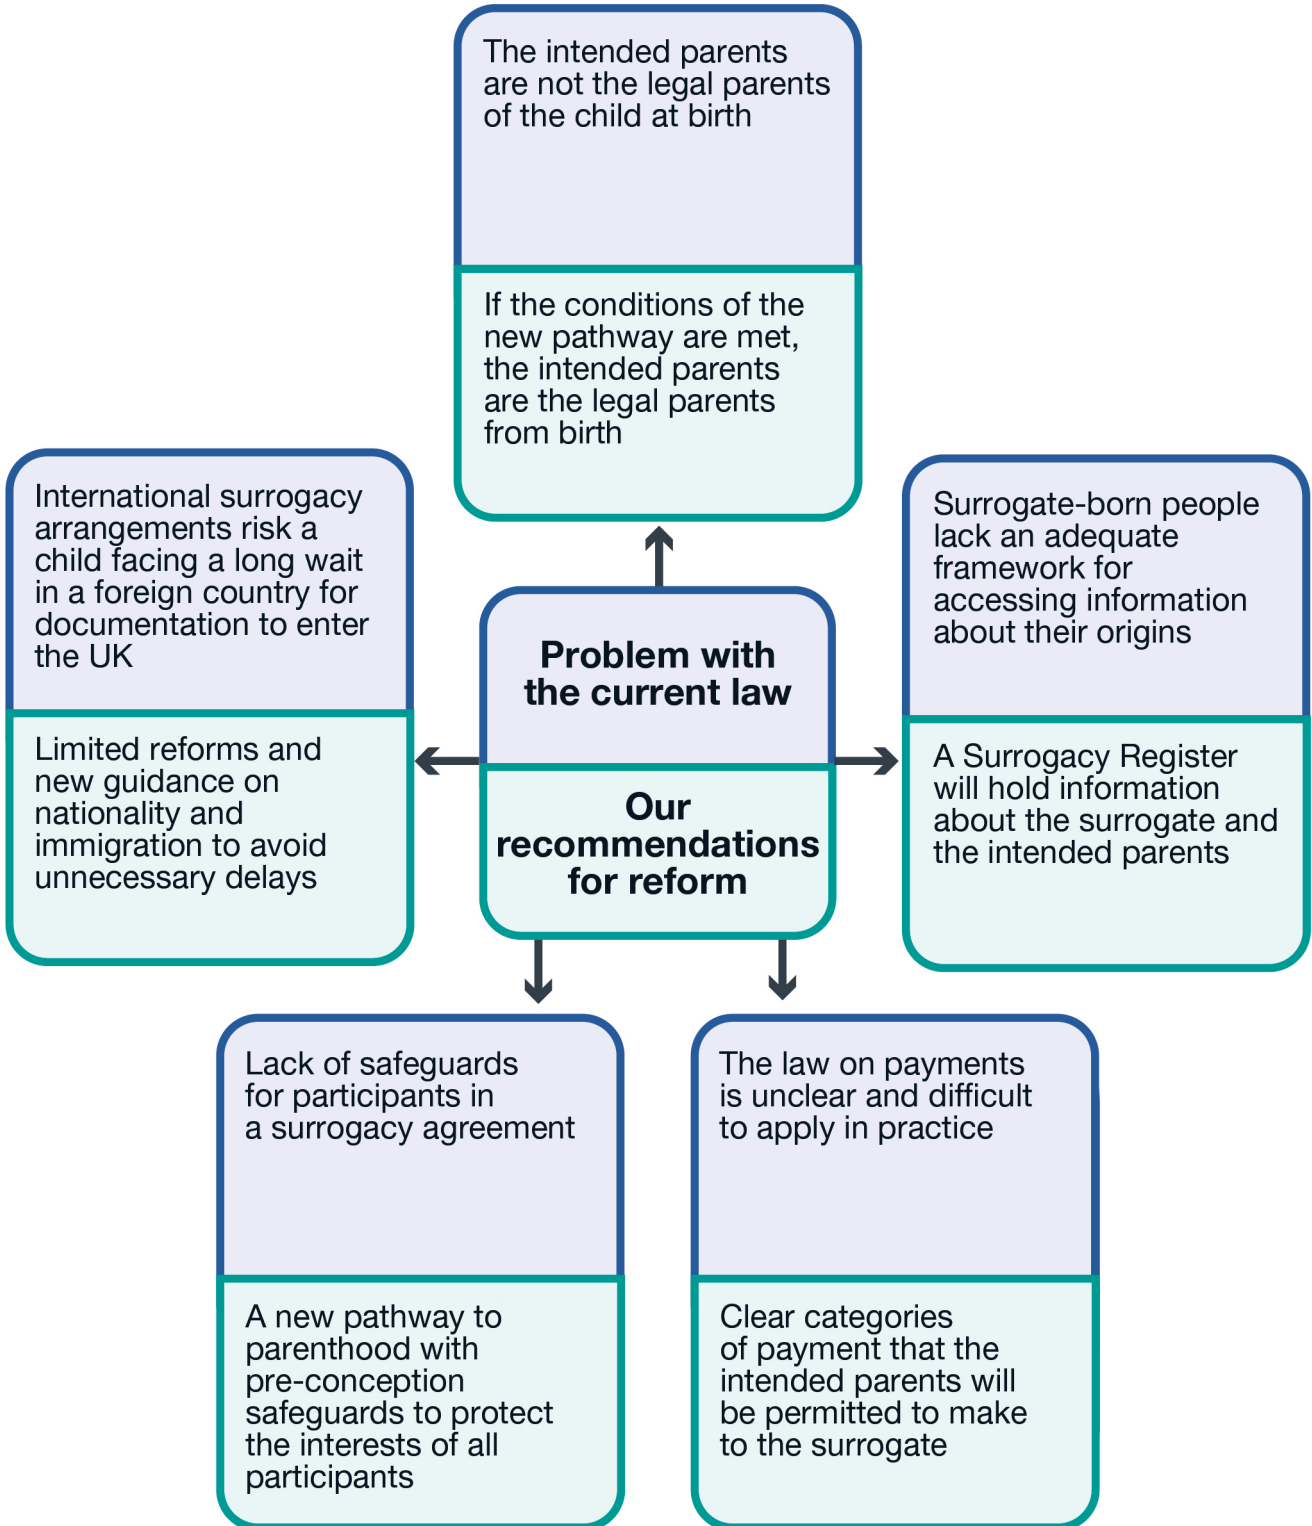 The intended parents
are not the legal parents
of the child at birth
If the conditions of the
new pathway are met,
the intended parents
are the legal parents
from birth
International surrogacy
arrangements risk a
child facing a long wait
in a foreign country for
documentation to enter
the UK
Limited reforms and
new guidance on
nationality and
immigration to avoid
unnecessary delays
Problem with
the current law
Our
recommendations
for reform
Surrogate-born people
lack an adequate
framework for
accessing information
about their origins
A Surrogacy Register
will hold information
about the surrogate and
the intended parents
Lack of safeguards
for participants in
a surrogacy agreement
A new pathway to
parenthood with
pre-conception
safeguards to protect
the interests of all
participants
The law on payments
is unclear and difficult
to apply in practice
Clear categories
of payment that the
intended parents will
be permitted to make
to the surrogate